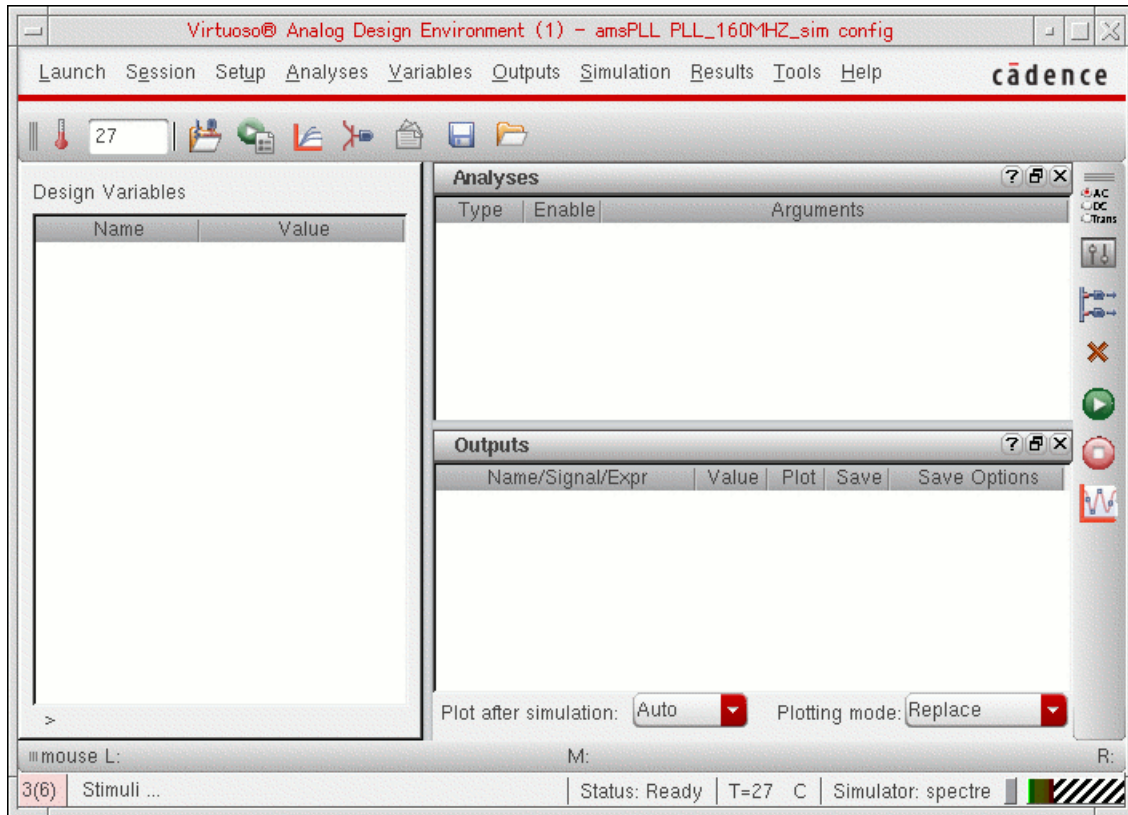 Virtuoso® Analog Design Environment (1) - amsPLL PLL_160MHZ_sim config
Launch Session Setup Analyses Variables Outputs Simulation Results Tools Help cādence
27
Design Variables
Name Value
>
Analyses
Type Enable Arguments
Outputs
Name/Signal/Expr Value Plot Save Save Options
Plot after simulation: Auto Plotting mode: Replace
AC
DC
Trans
mouse L: M: R:
3(6) Stimuli ... Status: Ready T=27 C Simulator: spectre